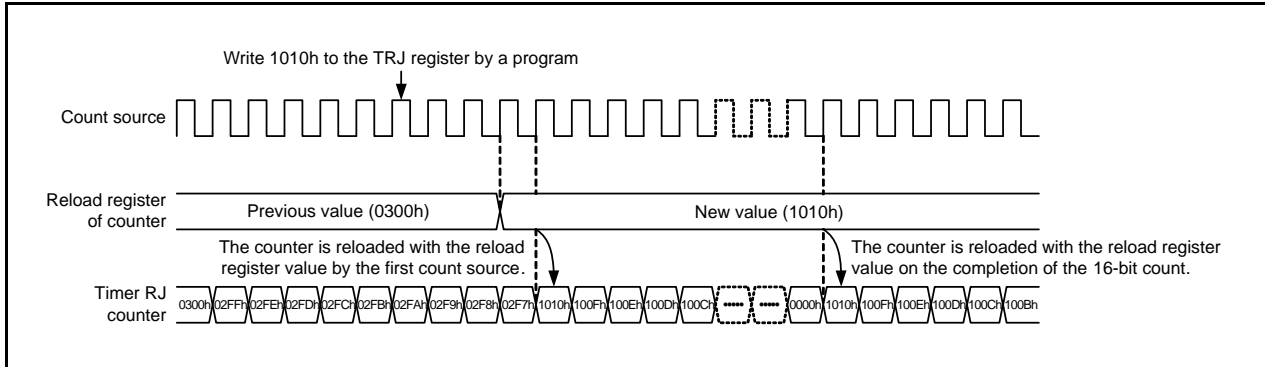 Write 1010h to the TRJ register by a program
Count source
Reload register
of counter
Previous value (0300h)
New value (1010h)
The counter is reloaded with the reload
register value by the first count source.
The counter is reloaded with the reload register
value on the completion of the 16-bit count.
Timer RJ
counter
0300h 02FFh 02FEh 02FDh 02FCh 02FBh 02FAh 02F9h 02F8h 02F7h 1010h 100Fh 100Eh 100Dh 100Ch ----- ----- 0000h 1010h 100Fh 100Eh 100Dh 100Ch 100Bh